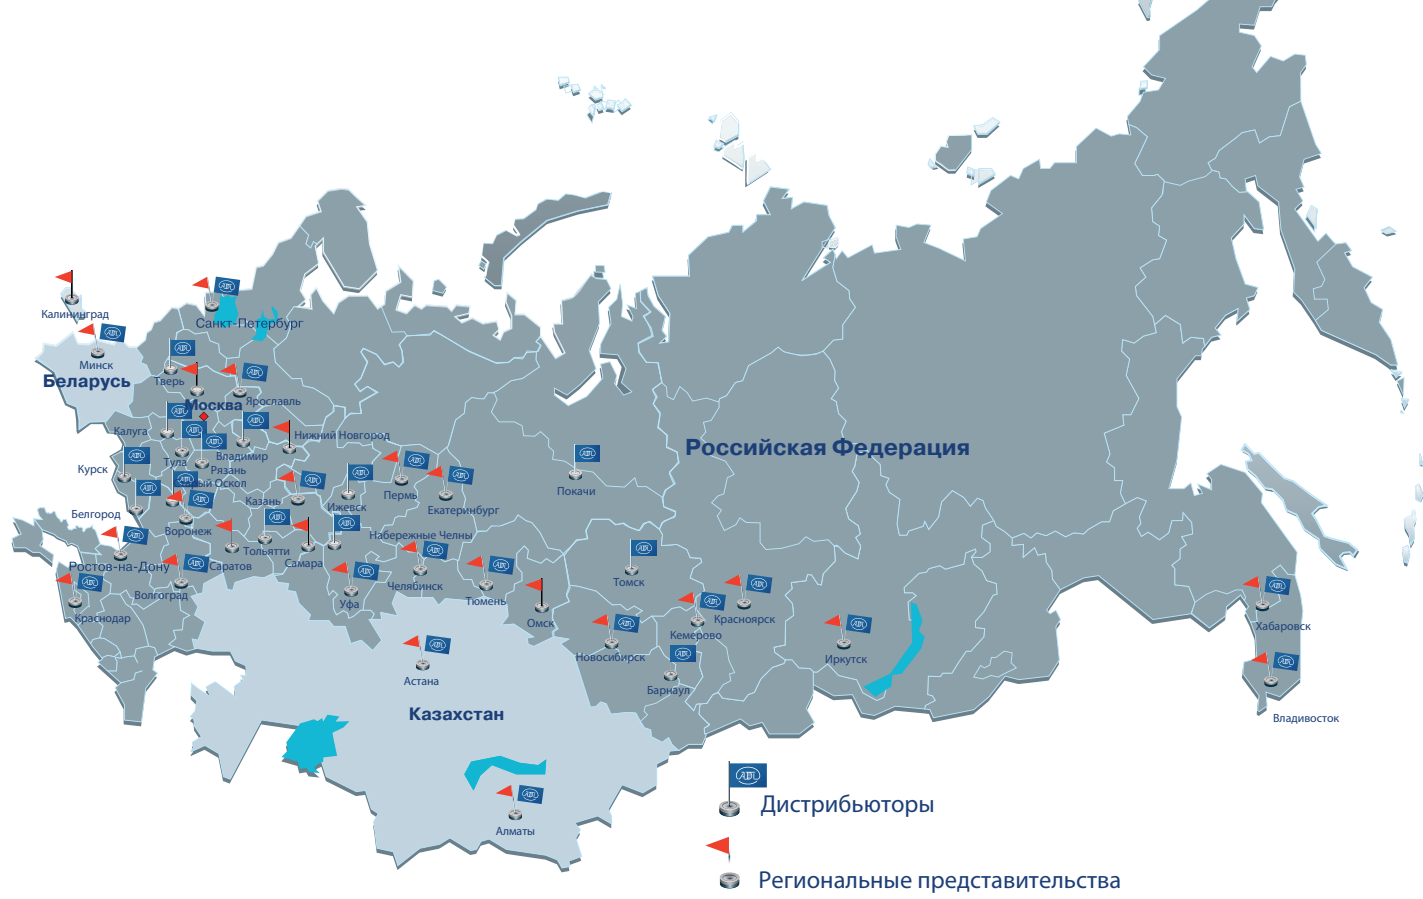 Калининград
Санкт-Петербург
Минск
Беларусь
Тверь
Ярославль
Москва
Калуга
Нижний Новгород
Владимир
Тула
Рязань
Курск
Оскол
Казань
Ижевск
Пермь
Екатеринбург
Покачи
Российская Федерация
Белгород
Воронеж
Набережные Челны
Тольятти
Самара
Саратов
Ростов-на-Дону
Волгоград
Краснодар
Челябинск
Уфа
Тюмень
Омск
Томск
Красноярск
Кемерово
Новосибирск
Барнаул
Иркутск
Хабаровск
Владивосток
Астана
Казахстан
Алматы
ADL
Дистрибьюторы
Региональные представительства